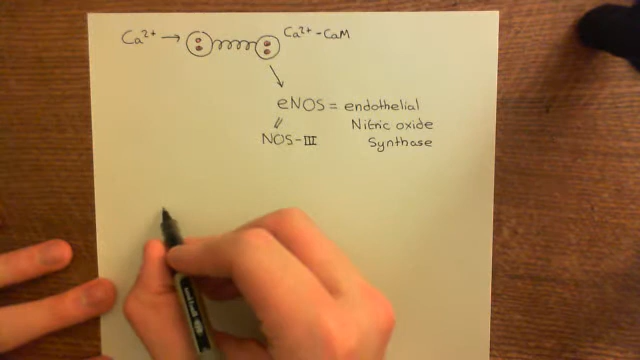 Ca²⁺ → Ca²⁺-CaM
eNOS = endothelial
Nitric oxide
NOS-III Synthase